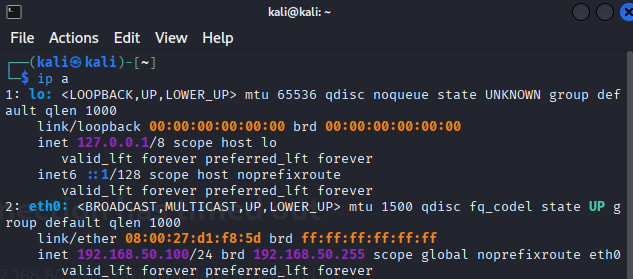 kali@kali: ~
File Actions Edit View Help
┌──(kali㉿kali)-[~]
└─$ ip a
1: lo: <LOOPBACK,UP,LOWER_UP> mtu 65536 qdisc noqueue state UNKNOWN group def
ault qlen 1000
    link/loopback 00:00:00:00:00:00 brd 00:00:00:00:00:00
    inet 127.0.0.1/8 scope host lo
       valid_lft forever preferred_lft forever
    inet6 ::1/128 scope host noprefixroute
       valid_lft forever preferred_lft forever
2: eth0: <BROADCAST,MULTICAST,UP,LOWER_UP> mtu 1500 qdisc fq_codel state UP g
roup default qlen 1000
    link/ether 08:00:27:d1:f8:5d brd ff:ff:ff:ff:ff:ff
    inet 192.168.50.100/24 brd 192.168.50.255 scope global noprefixroute eth0
       valid_lft forever preferred_lft forever